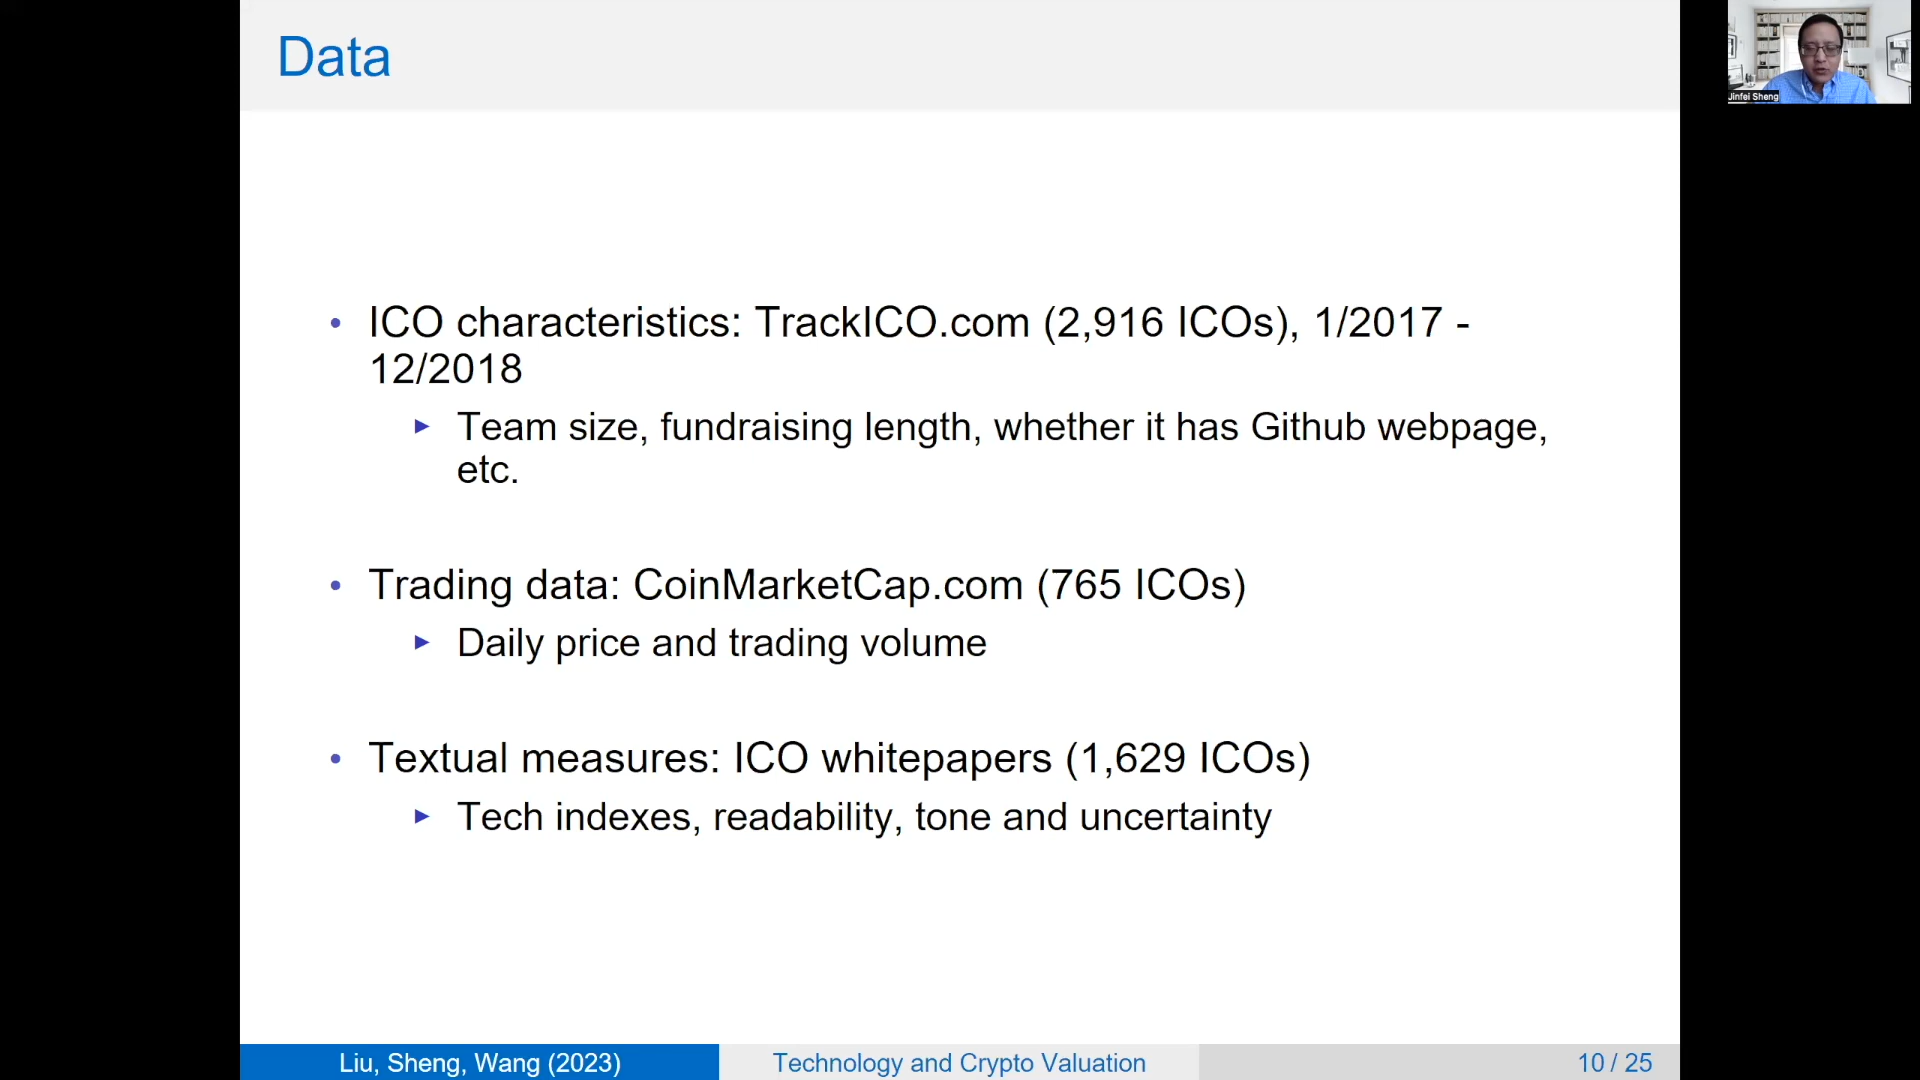 Data
Jinfei Sheng
• ICO characteristics: TrackICO.com (2,916 ICOs), 1/2017 -
12/2018
► Team size, fundraising length, whether it has Github webpage,
etc.
• Trading data: CoinMarketCap.com (765 ICOs)
► Daily price and trading volume
• Textual measures: ICO whitepapers (1,629 ICOs)
► Tech indexes, readability, tone and uncertainty
Liu, Sheng, Wang (2023)
Technology and Crypto Valuation
10 / 25